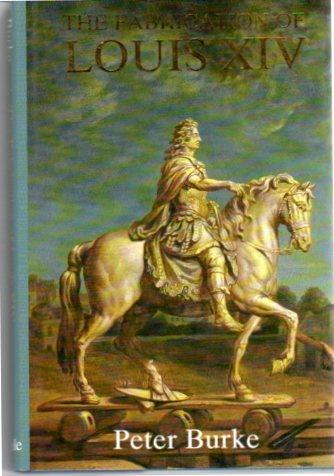 THE FABRICATION OF
LOUIS XIV
Peter Burke